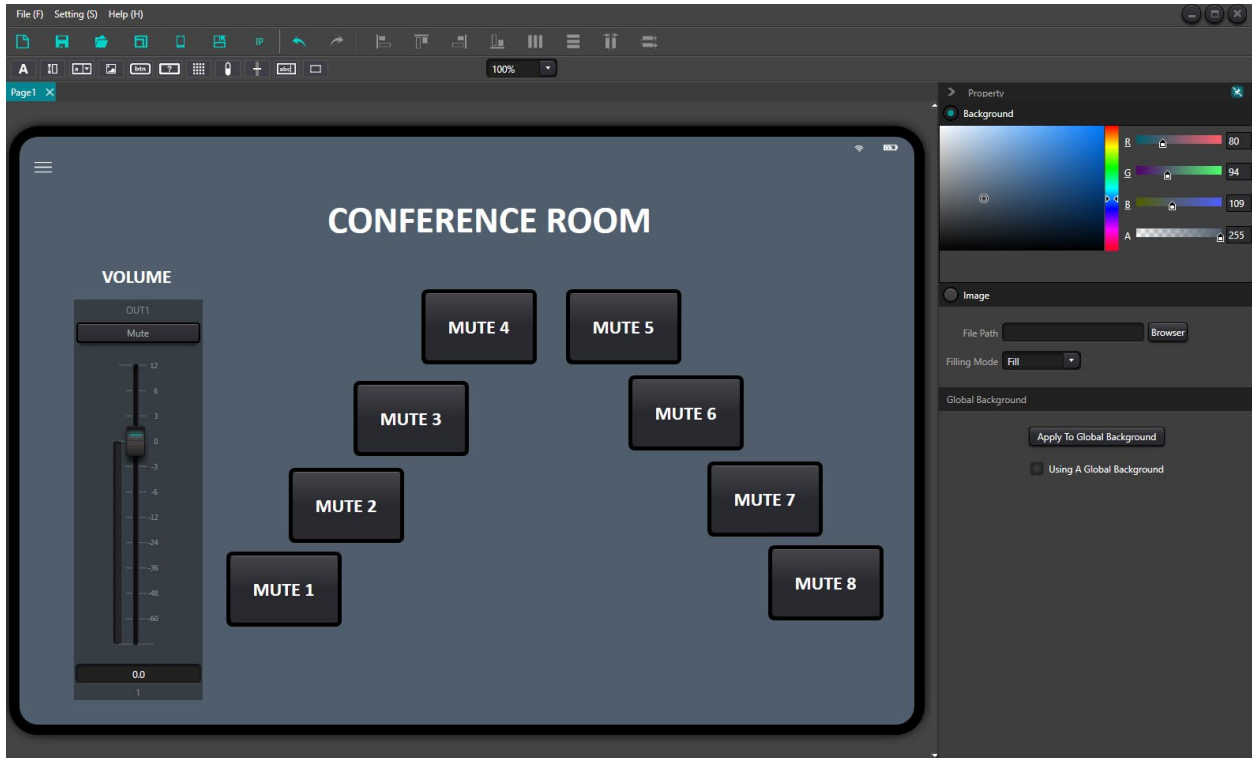 File (F) Setting (S) Help (H)
IP
A a btn ? abc 100%
Page1
Property
Background
R 80
G 94
B 109
A 255
Image
File Path Browser
Filling Mode Fill
Global Background
Apply To Global Background
Using A Global Background
CONFERENCE ROOM
VOLUME
OUT1
Mute
12
6
3
0
-3
-6
-12
-24
-36
-48
-60
0.0
1
MUTE 4 MUTE 5
MUTE 3 MUTE 6
MUTE 2 MUTE 7
MUTE 1 MUTE 8